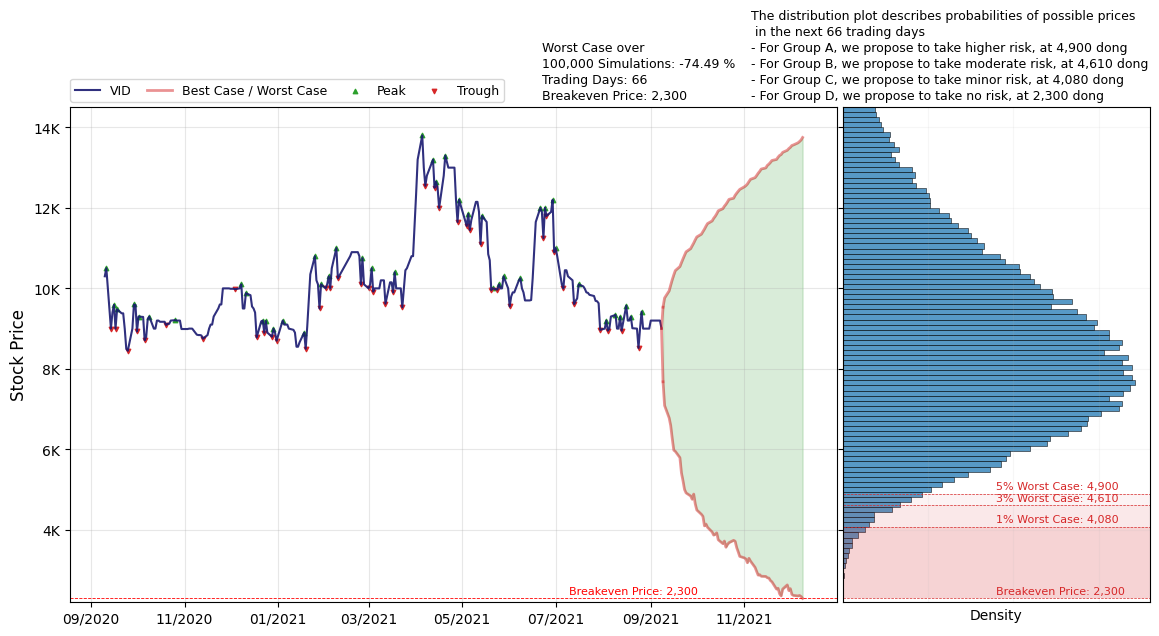 The distribution plot describes probabilities of possible prices
in the next 66 trading days
- For Group A, we propose to take higher risk, at 4,900 dong
- For Group B, we propose to take moderate risk, at 4,610 dong
- For Group C, we propose to take minor risk, at 4,080 dong
- For Group D, we propose to take no risk, at 2,300 dong
Worst Case over
100,000 Simulations: -74.49 %
Trading Days: 66
Breakeven Price: 2,300
VID
Best Case / Worst Case
Peak
Trough
Stock Price
14K
12K
10K
8K
6K
4K
Breakeven Price: 2,300
09/2020
11/2020
01/2021
03/2021
05/2021
07/2021
09/2021
11/2021
5% Worst Case: 4,900
3% Worst Case: 4,610
1% Worst Case: 4,080
Breakeven Price: 2,300
Density